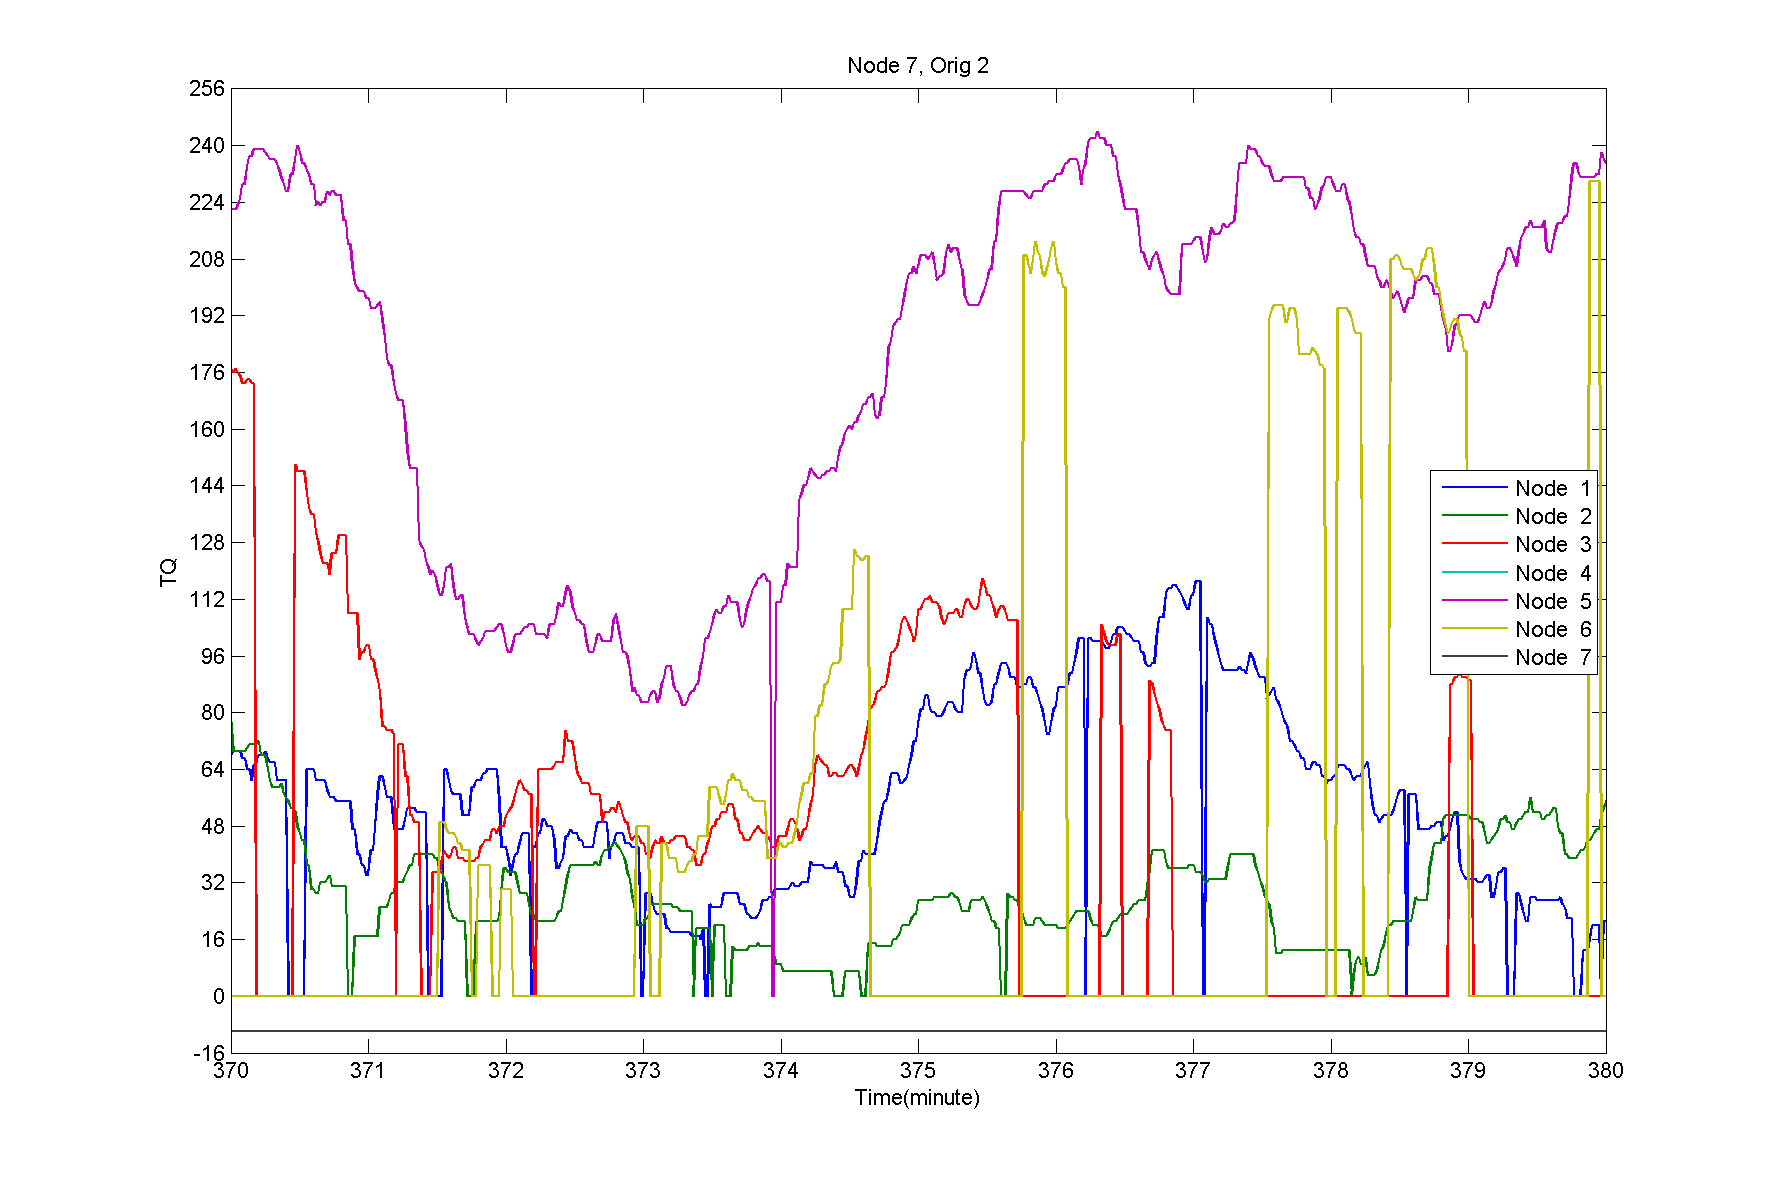 Node 7, Orig 2
256
240
224
208
192
176
160
144
128
112
96
80
64
48
32
16
0
-16
TQ
Node 1
Node 2
Node 3
Node 4
Node 5
Node 6
Node 7
370 371 372 373 374 375 376 377 378 379 380
Time(minute)